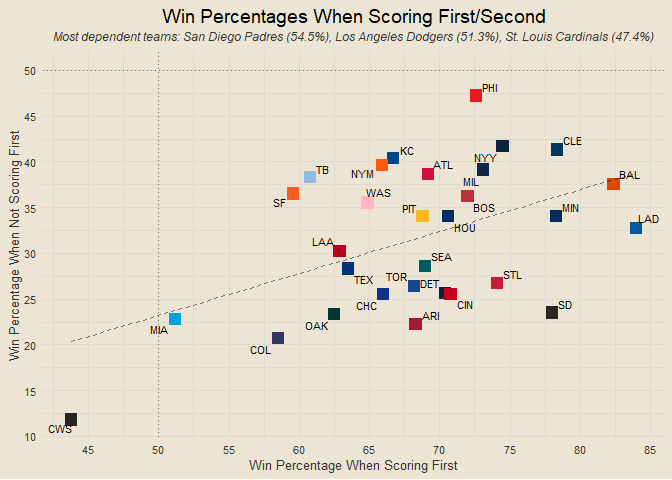 Win Percentages When Scoring First/Second
Most dependent teams: San Diego Padres (54.5%), Los Angeles Dodgers (51.3%), St. Louis Cardinals (47.4%)
Win Percentage When Not Scoring First
50
45
40
35
30
25
20
15
10
PHI
CLE
KC
NYY
ATL
NYM
TB
BAL
MIL
WAS
SF
PIT
BOS
MIN
LAD
HOU
LAA
SEA
TEX
TOR
DET
STL
CHC
CIN
SD
OAK
ARI
MIA
COL
CWS
45
50
55
60
65
70
75
80
85
Win Percentage When Scoring First